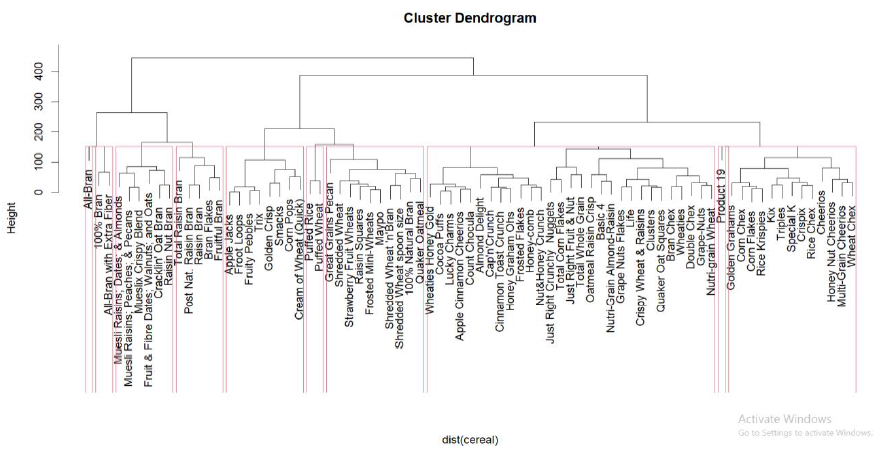 Cluster Dendrogram
Height
400
300
200
100
0
All-Bran
100% Bran
All-Bran with Extra Fiber
Muesli Raisins; Dates; & Almonds
Muesli Raisins; Peaches; & Pecans
Mueslix Crispy Blend
Fruit & Fibre Dates; Walnuts; and Oats
Cracklin' Oat Bran
Raisin Nut Bran
Total Raisin Bran
Post Nat. Raisin Bran
Raisin Bran
Bran Flakes
Fruitful Bran
Apple Jacks
Froot Loops
Fruity Pebbles
Trix
Golden Crisp
Smacks
Corn Pops
Cream of Wheat (Quick)
Puffed Rice
Puffed Wheat
Great Grains Pecan
Shredded Wheat
Strawberry Fruit Wheats
Raisin Squares
Frosted Mini-Wheats
Maypo
Shredded Wheat 'n'Bran
Shredded Wheat spoon size
100% Natural Bran
Quaker Oatmeal
Wheaties Honey Gold
Cocoa Puffs
Lucky Charms
Apple Cinnamon Cheerios
Count Chocula
Almond Delight
Cap'n'Crunch
Cinnamon Toast Crunch
Honey Graham Ohs
Frosted Flakes
Honey-comb
Nut&Honey Crunch
Just Right Crunchy Nuggets
Total Corn Flakes
Just Right Fruit & Nut
Total Whole Grain
Oatmeal Raisin Crisp
Basic 4
Nutri-Grain Almond-Raisin
Grape Nuts Flakes
Life
Crispy Wheat & Raisins
Clusters
Quaker Oat Squares
Bran Chex
Wheaties
Double Chex
Grape-Nuts
Nutri-grain Wheat
Product 19
Golden Grahams
Corn Chex
Corn Flakes
Rice Krispies
Kix
Triples
Special K
Crispix
Rice Chex
Cheerios
Honey Nut Cheerios
Multi-Grain Cheerios
Wheat Chex
dist(cereal)
Activate Windows
Go to Settings to activate Windows.